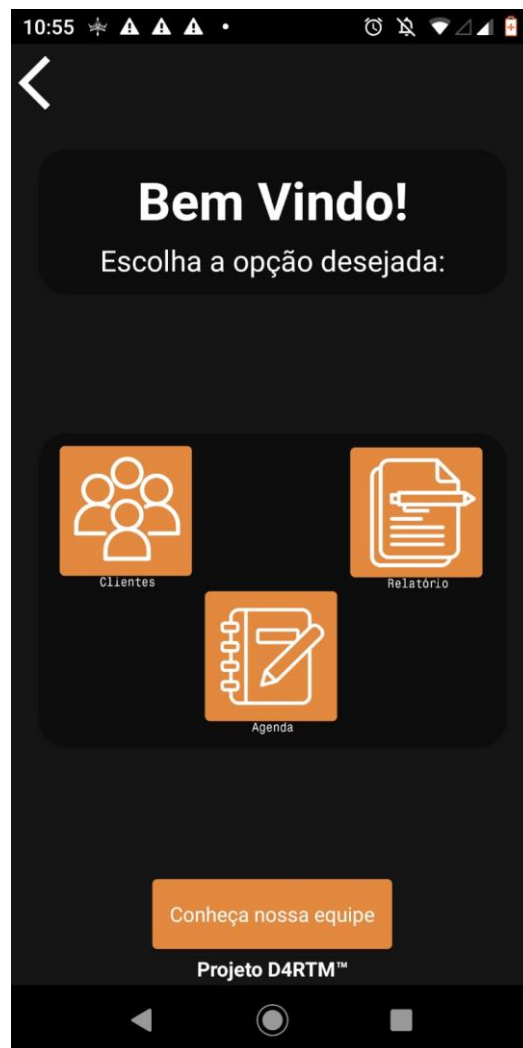 10:55
Bem Vindo!
Escolha a opção desejada:
Clientes
Relatório
Agenda
Conheça nossa equipe
Projeto D4RTM™